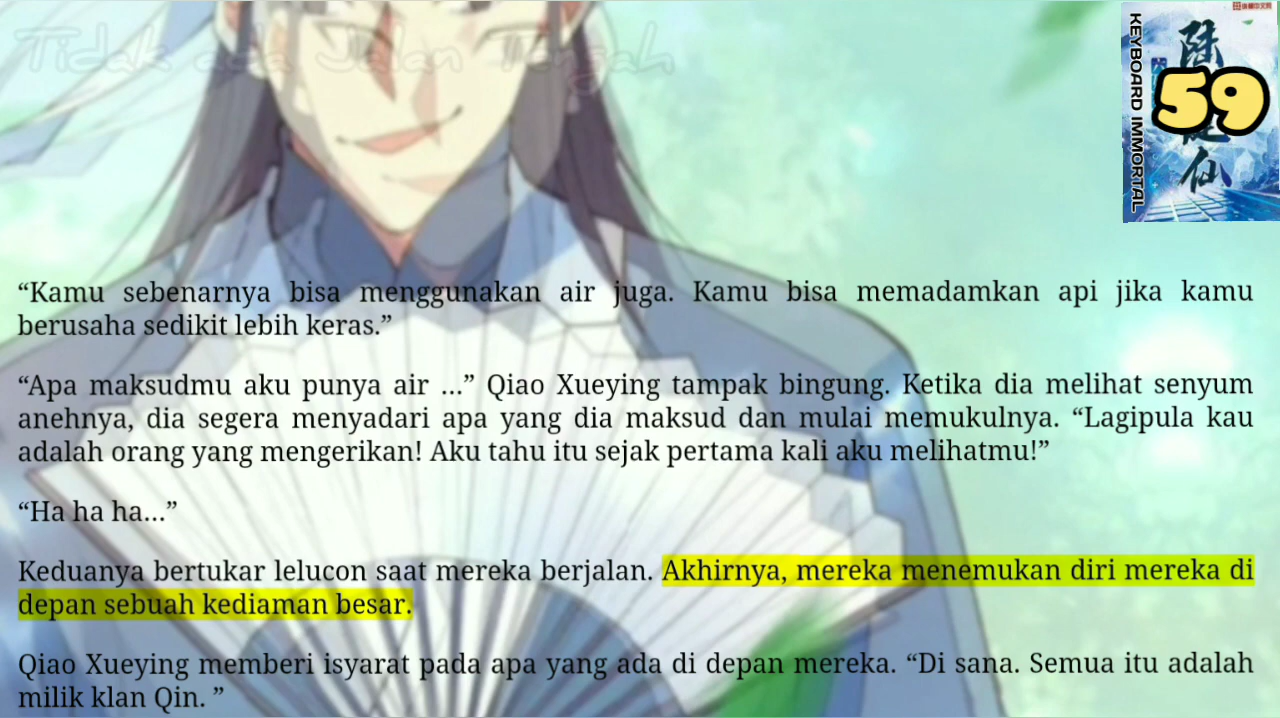 Tidak ada Jalan Tengah
KEYBOARD IMMORTAL
59
仙
“Kamu sebenarnya bisa menggunakan air juga. Kamu bisa memadamkan api jika kamu
berusaha sedikit lebih keras.”
“Apa maksudmu aku punya air ...” Qiao Xueying tampak bingung. Ketika dia melihat senyum
anehnya, dia segera menyadari apa yang dia maksud dan mulai memukulnya. “Lagipula kau
adalah orang yang mengerikan! Aku tahu itu sejak pertama kali aku melihatmu!”
“Ha ha ha...”
Keduanya bertukar lelucon saat mereka berjalan. Akhirnya, mereka menemukan diri mereka di
depan sebuah kediaman besar.
Qiao Xueying memberi isyarat pada apa yang ada di depan mereka. “Di sana. Semua itu adalah
milik klan Qin. ”